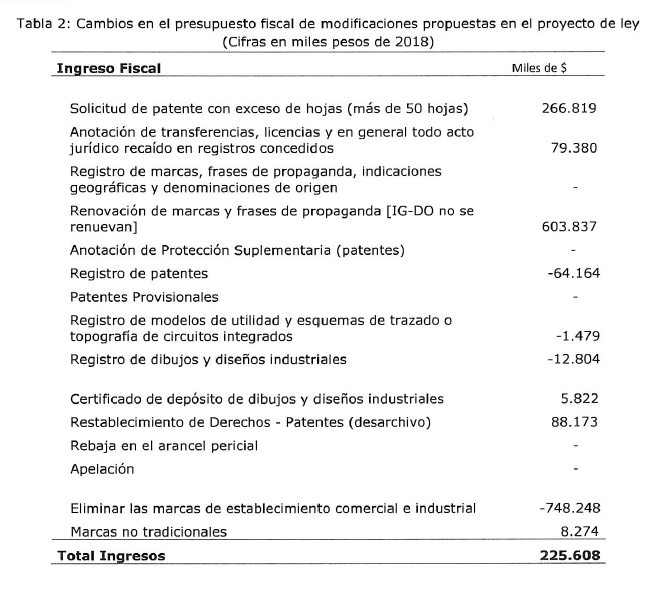 Tabla 2: Cambios en el presupuesto fiscal de modificaciones propuestas en el proyecto de ley
(Cifras en miles pesos de 2018)
Ingreso Fiscal Miles de $
Solicitud de patente con exceso de hojas (más de 50 hojas) 266.819
Anotación de transferencias, licencias y en general todo acto
jurídico recaído en registros concedidos 79.380
Registro de marcas, frases de propaganda, indicaciones
geográficas y denominaciones de origen -
Renovación de marcas y frases de propaganda [IG-DO no se
renuevan] 603.837
Anotación de Protección Suplementaria (patentes) -
Registro de patentes -64.164
Patentes Provisionales -
Registro de modelos de utilidad y esquemas de trazado o
topografía de circuitos integrados -1.479
Registro de dibujos y diseños industriales -12.804
Certificado de depósito de dibujos y diseños industriales 5.822
Restablecimiento de Derechos - Patentes (desarchivo) 88.173
Rebaja en el arancel pericial -
Apelación -
Eliminar las marcas de establecimiento comercial e industrial -748.248
Marcas no tradicionales 8.274
Total Ingresos 225.608